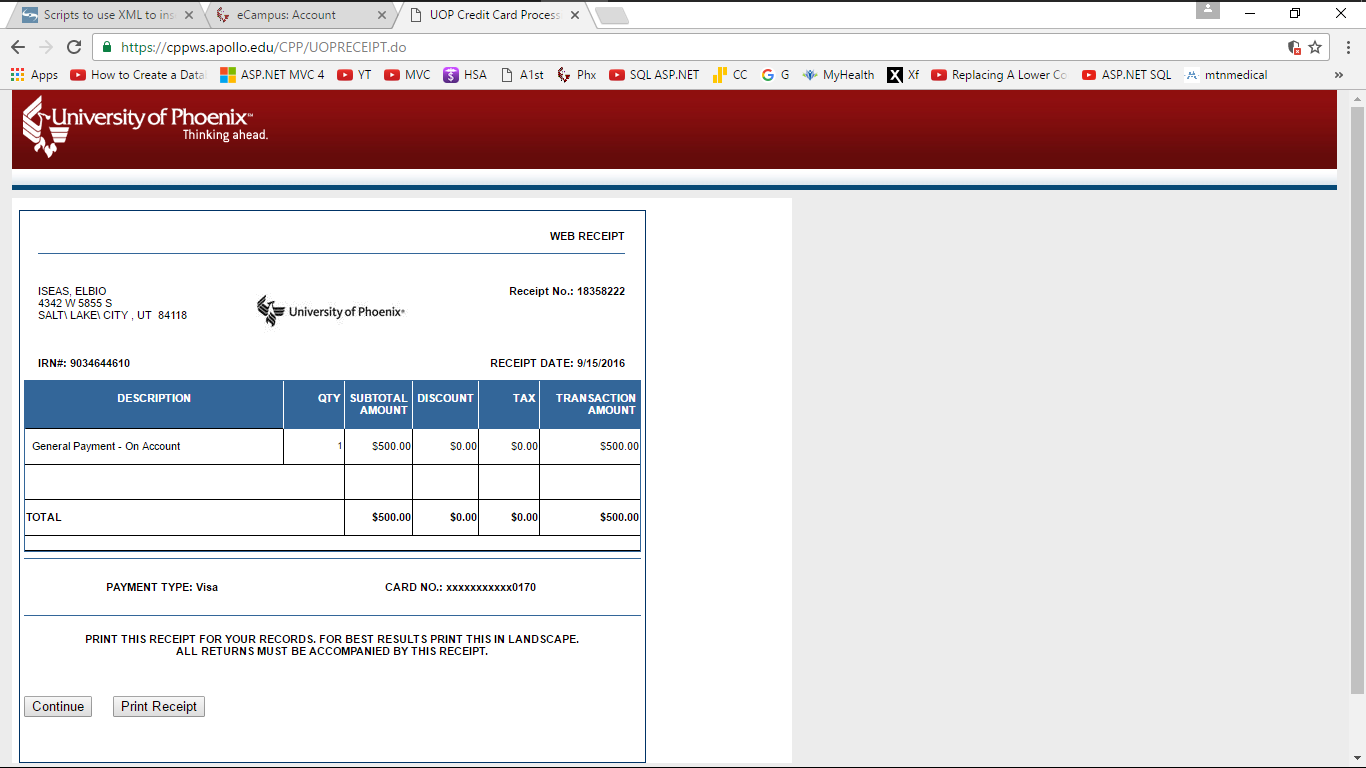 Scripts to use XML to ins
eCampus: Account
UOP Credit Card Process
https://cppws.apollo.edu/CPP/UOPRECEIPT.do
Apps How to Create a Data ASP.NET MVC 4 YT MVC HSA A1st Phx SQL ASP.NET CC G MyHealth Xf Replacing A Lower Co ASP.NET SQL mtnmedical »
University of Phoenix™
Thinking ahead.
WEB RECEIPT
ISEAS, ELBIO
4342 W 5855 S
SALT\ LAKE\ CITY , UT 84118
University of Phoenix®
Receipt No.: 18358222
IRN#: 9034644610
RECEIPT DATE: 9/15/2016
DESCRIPTION QTY SUBTOTAL AMOUNT DISCOUNT TAX TRANSACTION AMOUNT
General Payment - On Account 1 $500.00 $0.00 $0.00 $500.00
TOTAL $500.00 $0.00 $0.00 $500.00
PAYMENT TYPE: Visa
CARD NO.: xxxxxxxxxxx0170
PRINT THIS RECEIPT FOR YOUR RECORDS. FOR BEST RESULTS PRINT THIS IN LANDSCAPE.
ALL RETURNS MUST BE ACCOMPANIED BY THIS RECEIPT.
Continue
Print Receipt